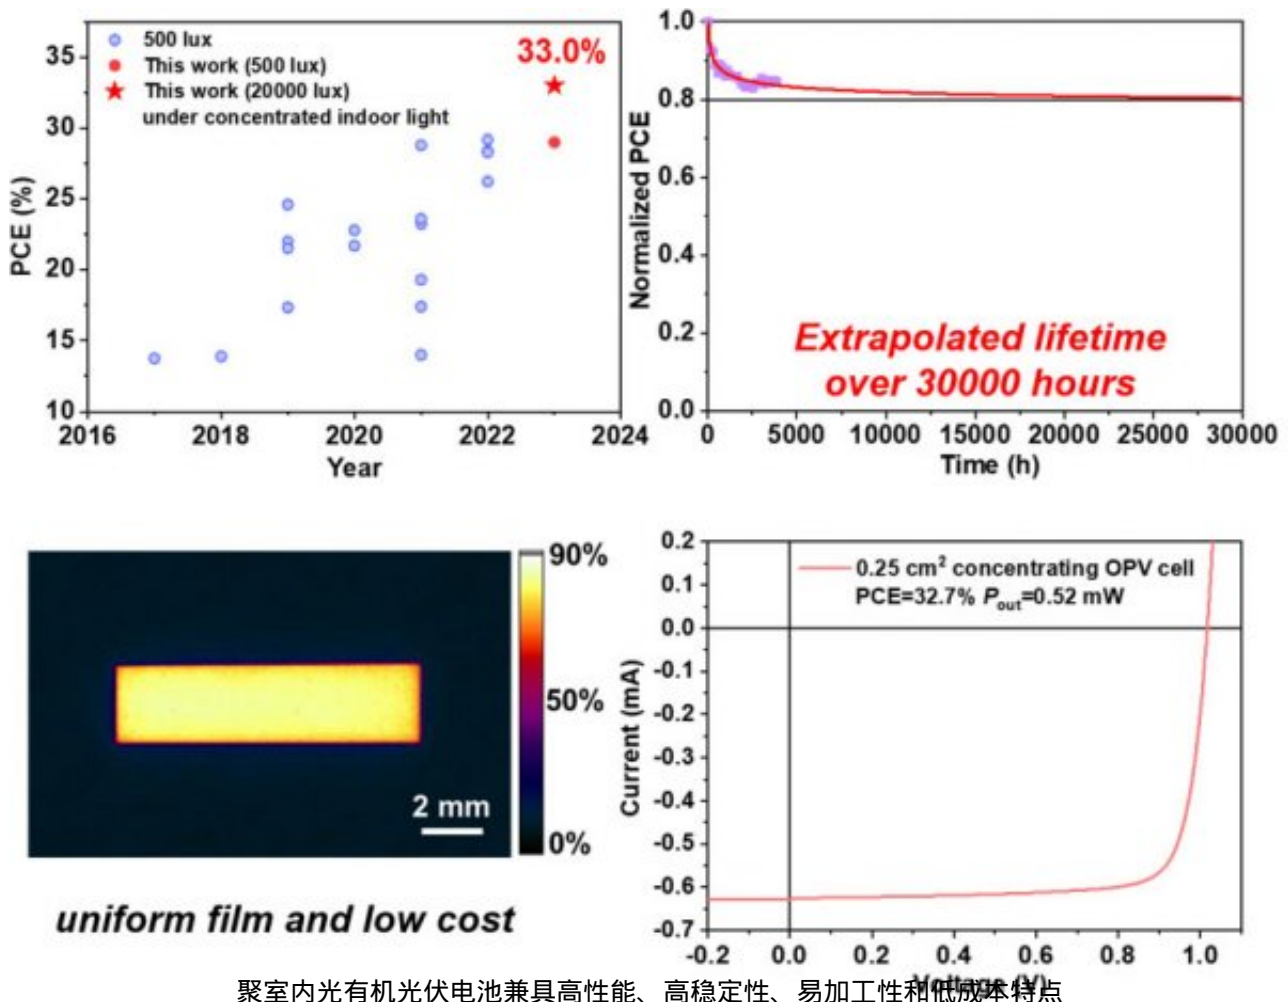 500 lux
This work (500 lux)
This work (20000 lux)
under concentrated indoor light
33.0%
PCE (%)
35
30
25
20
15
10
2016 2018 2020 2022 2024
Year
Normalized PCE
1.0
0.8
0.6
0.4
0.2
0.0
Extrapolated lifetime
over 30000 hours
0 5000 10000 15000 20000 25000 30000
Time (h)
90%
50%
0%
2 mm
uniform film and low cost
Current (mA)
0.2
0.1
0.0
-0.1
-0.2
-0.3
-0.4
-0.5
-0.6
-0.7
0.25 cm² concentrating OPV cell
PCE=32.7% Pout=0.52 mW
-0.2 0.0 0.2 0.4 0.6 0.8 1.0
Voltage (V)
聚室内光有机光伏电池兼具高性能、高稳定性、易加工性和低成本特点